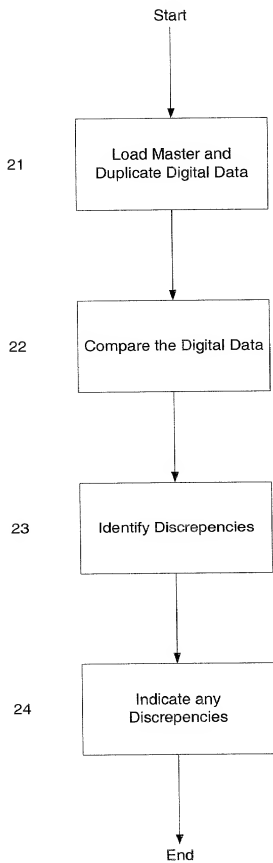 Start
21
Load Master and
Duplicate Digital Data
22
Compare the Digital Data
23
Identify Discrepencies
24
Indicate any
Discrepencies
End